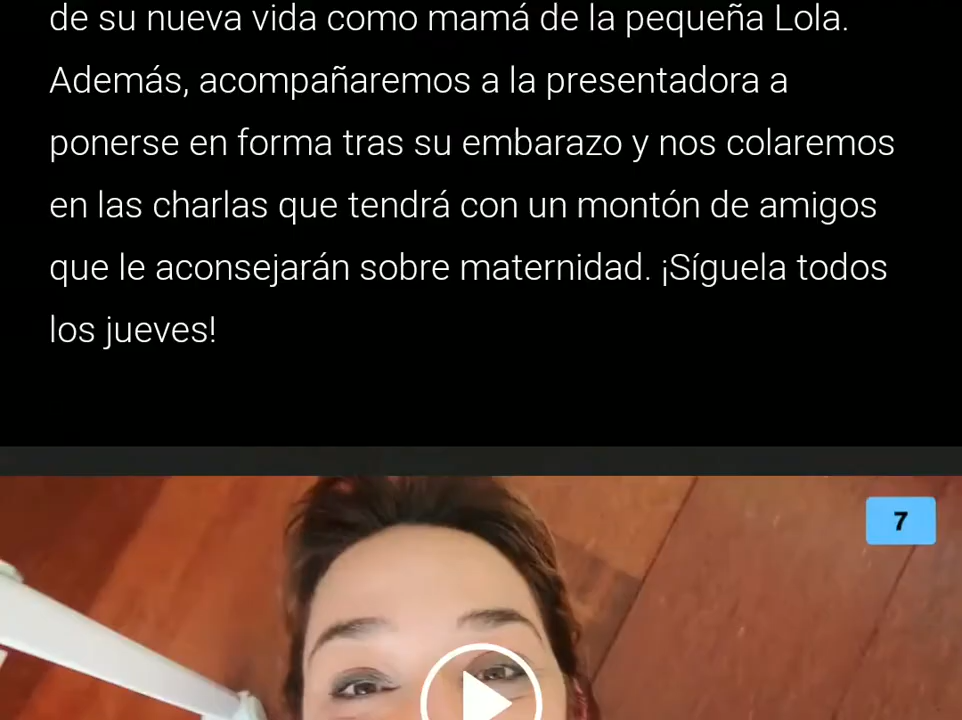 de su nueva vida como mamá de la pequeña Lola.
Además, acompañaremos a la presentadora a
ponerse en forma tras su embarazo y nos colaremos
en las charlas que tendrá con un montón de amigos
que le aconsejarán sobre maternidad. ¡Síguela todos
los jueves!
7